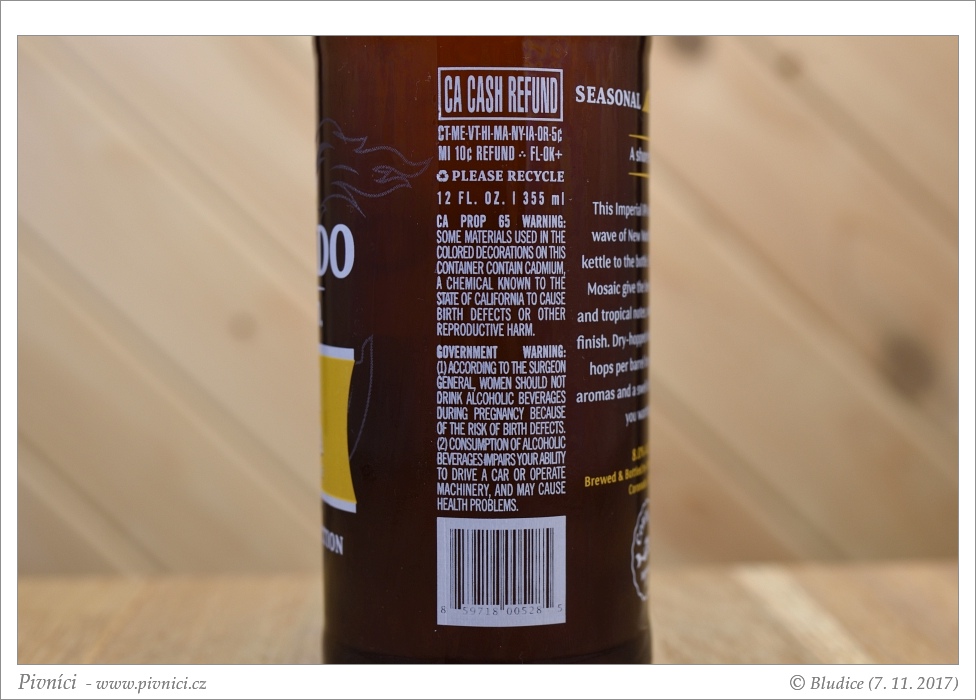 CA CASH REFUND
CT-ME-VT-HI-MA-NY-IA-OR-5¢
MI 10¢ REFUND ∴ FL-OK+
♻ PLEASE RECYCLE
12 FL. OZ. | 355 ml
CA PROP 65 WARNING:
SOME MATERIALS USED IN THE
COLORED DECORATIONS ON THIS
CONTAINER CONTAIN CADMIUM,
A CHEMICAL KNOWN TO THE
STATE OF CALIFORNIA TO CAUSE
BIRTH DEFECTS OR OTHER
REPRODUCTIVE HARM.
GOVERNMENT WARNING:
(1) ACCORDING TO THE SURGEON
GENERAL, WOMEN SHOULD NOT
DRINK ALCOHOLIC BEVERAGES
DURING PREGNANCY BECAUSE
OF THE RISK OF BIRTH DEFECTS.
(2) CONSUMPTION OF ALCOHOLIC
BEVERAGES IMPAIRS YOUR ABILITY
TO DRIVE A CAR OR OPERATE
MACHINERY, AND MAY CAUSE
HEALTH PROBLEMS.
8 59718 00528 5
SEASONAL
A
This Imperial
wave of New
kettle to the
Mosaic give the
and tropical notes,
finish. Dry-hopped
hops per barrel
aromas and a
you
8.0%
Brewed & Bottled
Pivníci - www.pivnici.cz
© Bludice (7. 11. 2017)